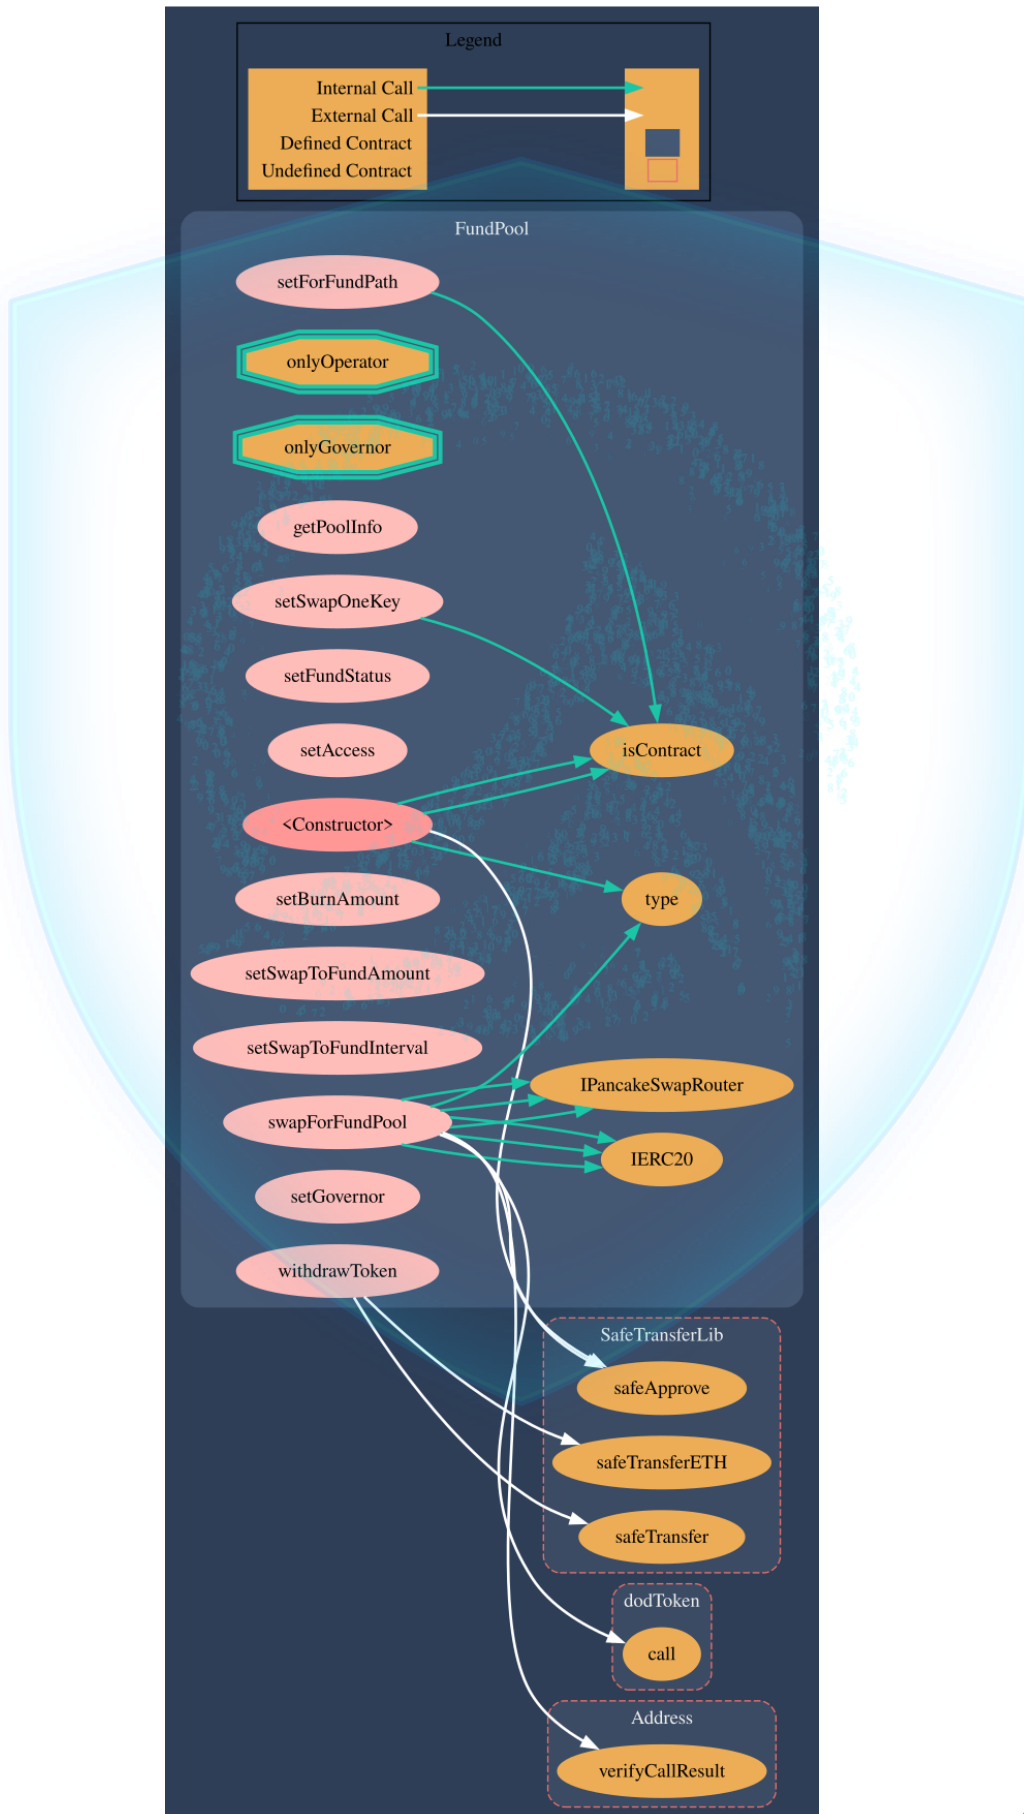 Legend
Internal Call
External Call
Defined Contract
Undefined Contract
FundPool
setForFundPath
onlyOperator
onlyGovernor
getPoolInfo
setSwapOneKey
setFundStatus
setAccess
isContract
<Constructor>
setBurnAmount
type
setSwapToFundAmount
setSwapToFundInterval
IPancakeSwapRouter
swapForFundPool
IERC20
setGovernor
withdrawToken
SafeTransferLib
safeApprove
safeTransferETH
safeTransfer
dodToken
call
Address
verifyCallResult